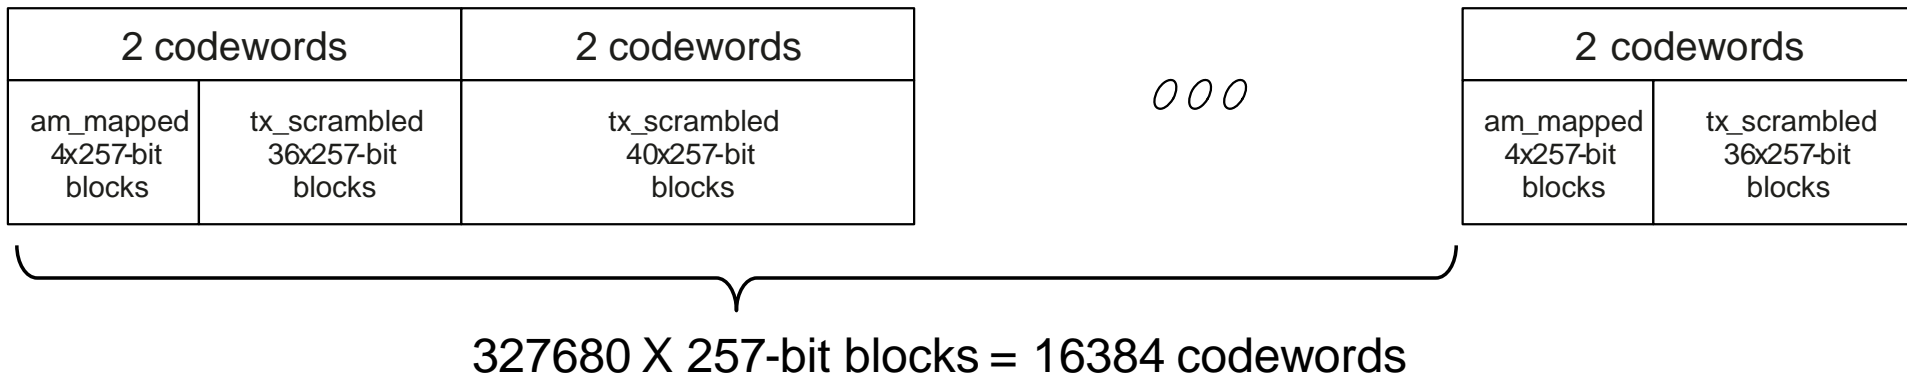 2 codewords
2 codewords
2 codewords
am_mapped
4x257-bit
blocks
tx_scrambled
36x257-bit
blocks
tx_scrambled
40x257-bit
blocks
am_mapped
4x257-bit
blocks
tx_scrambled
36x257-bit
blocks
327680 X 257-bit blocks = 16384 codewords